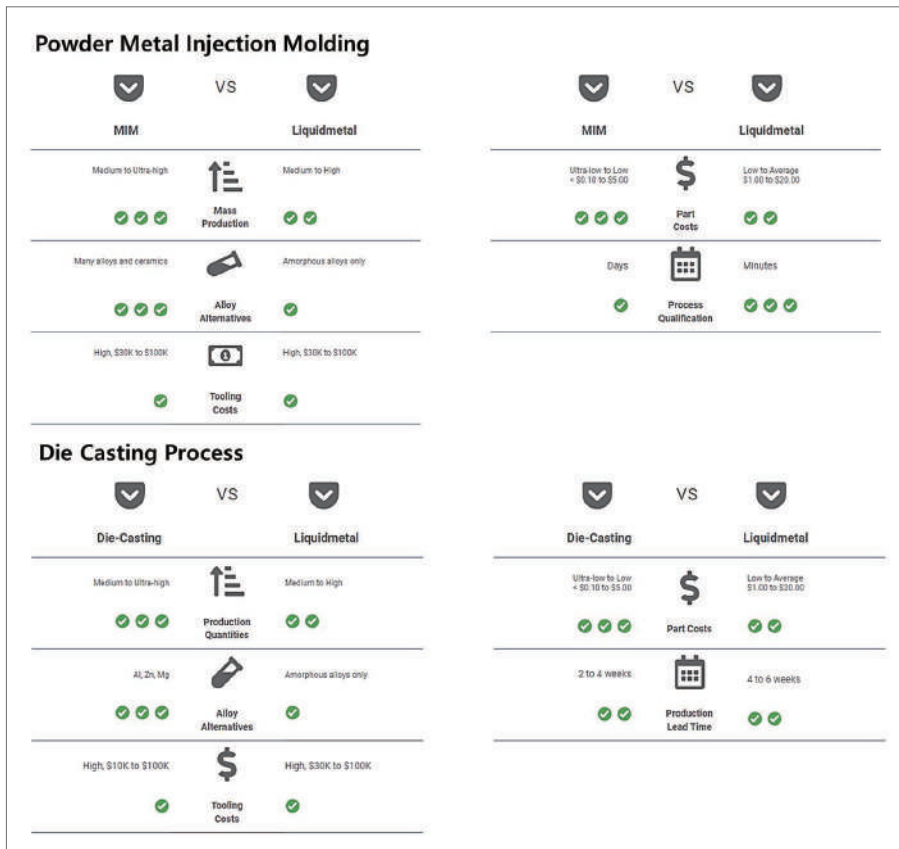 Powder Metal Injection Molding
VS
MIM
Liquidmetal
Medium to Ultra-high
Medium to High
Mass
Production
Many alloys and ceramics
Amorphous alloys only
Alloy
Alternatives
High, $30K to $100K
High, $30K to $100K
Tooling
Costs
VS
MIM
Liquidmetal
Ultra-low to Low
< $0.10 to $5.00
$
Low to Average
$1.00 to $20.00
Part
Costs
Days
Minutes
Process
Qualification
Die Casting Process
VS
Die-Casting
Liquidmetal
Medium to Ultra-high
Medium to High
Production
Quantities
Al, Zn, Mg
Amorphous alloys only
Alloy
Alternatives
High, $10K to $100K
$
High, $30K to $100K
Tooling
Costs
VS
Die-Casting
Liquidmetal
Ultra-low to Low
< $0.10 to $5.00
$
Low to Average
$1.00 to $20.00
Part Costs
2 to 4 weeks
4 to 6 weeks
Production
Lead Time